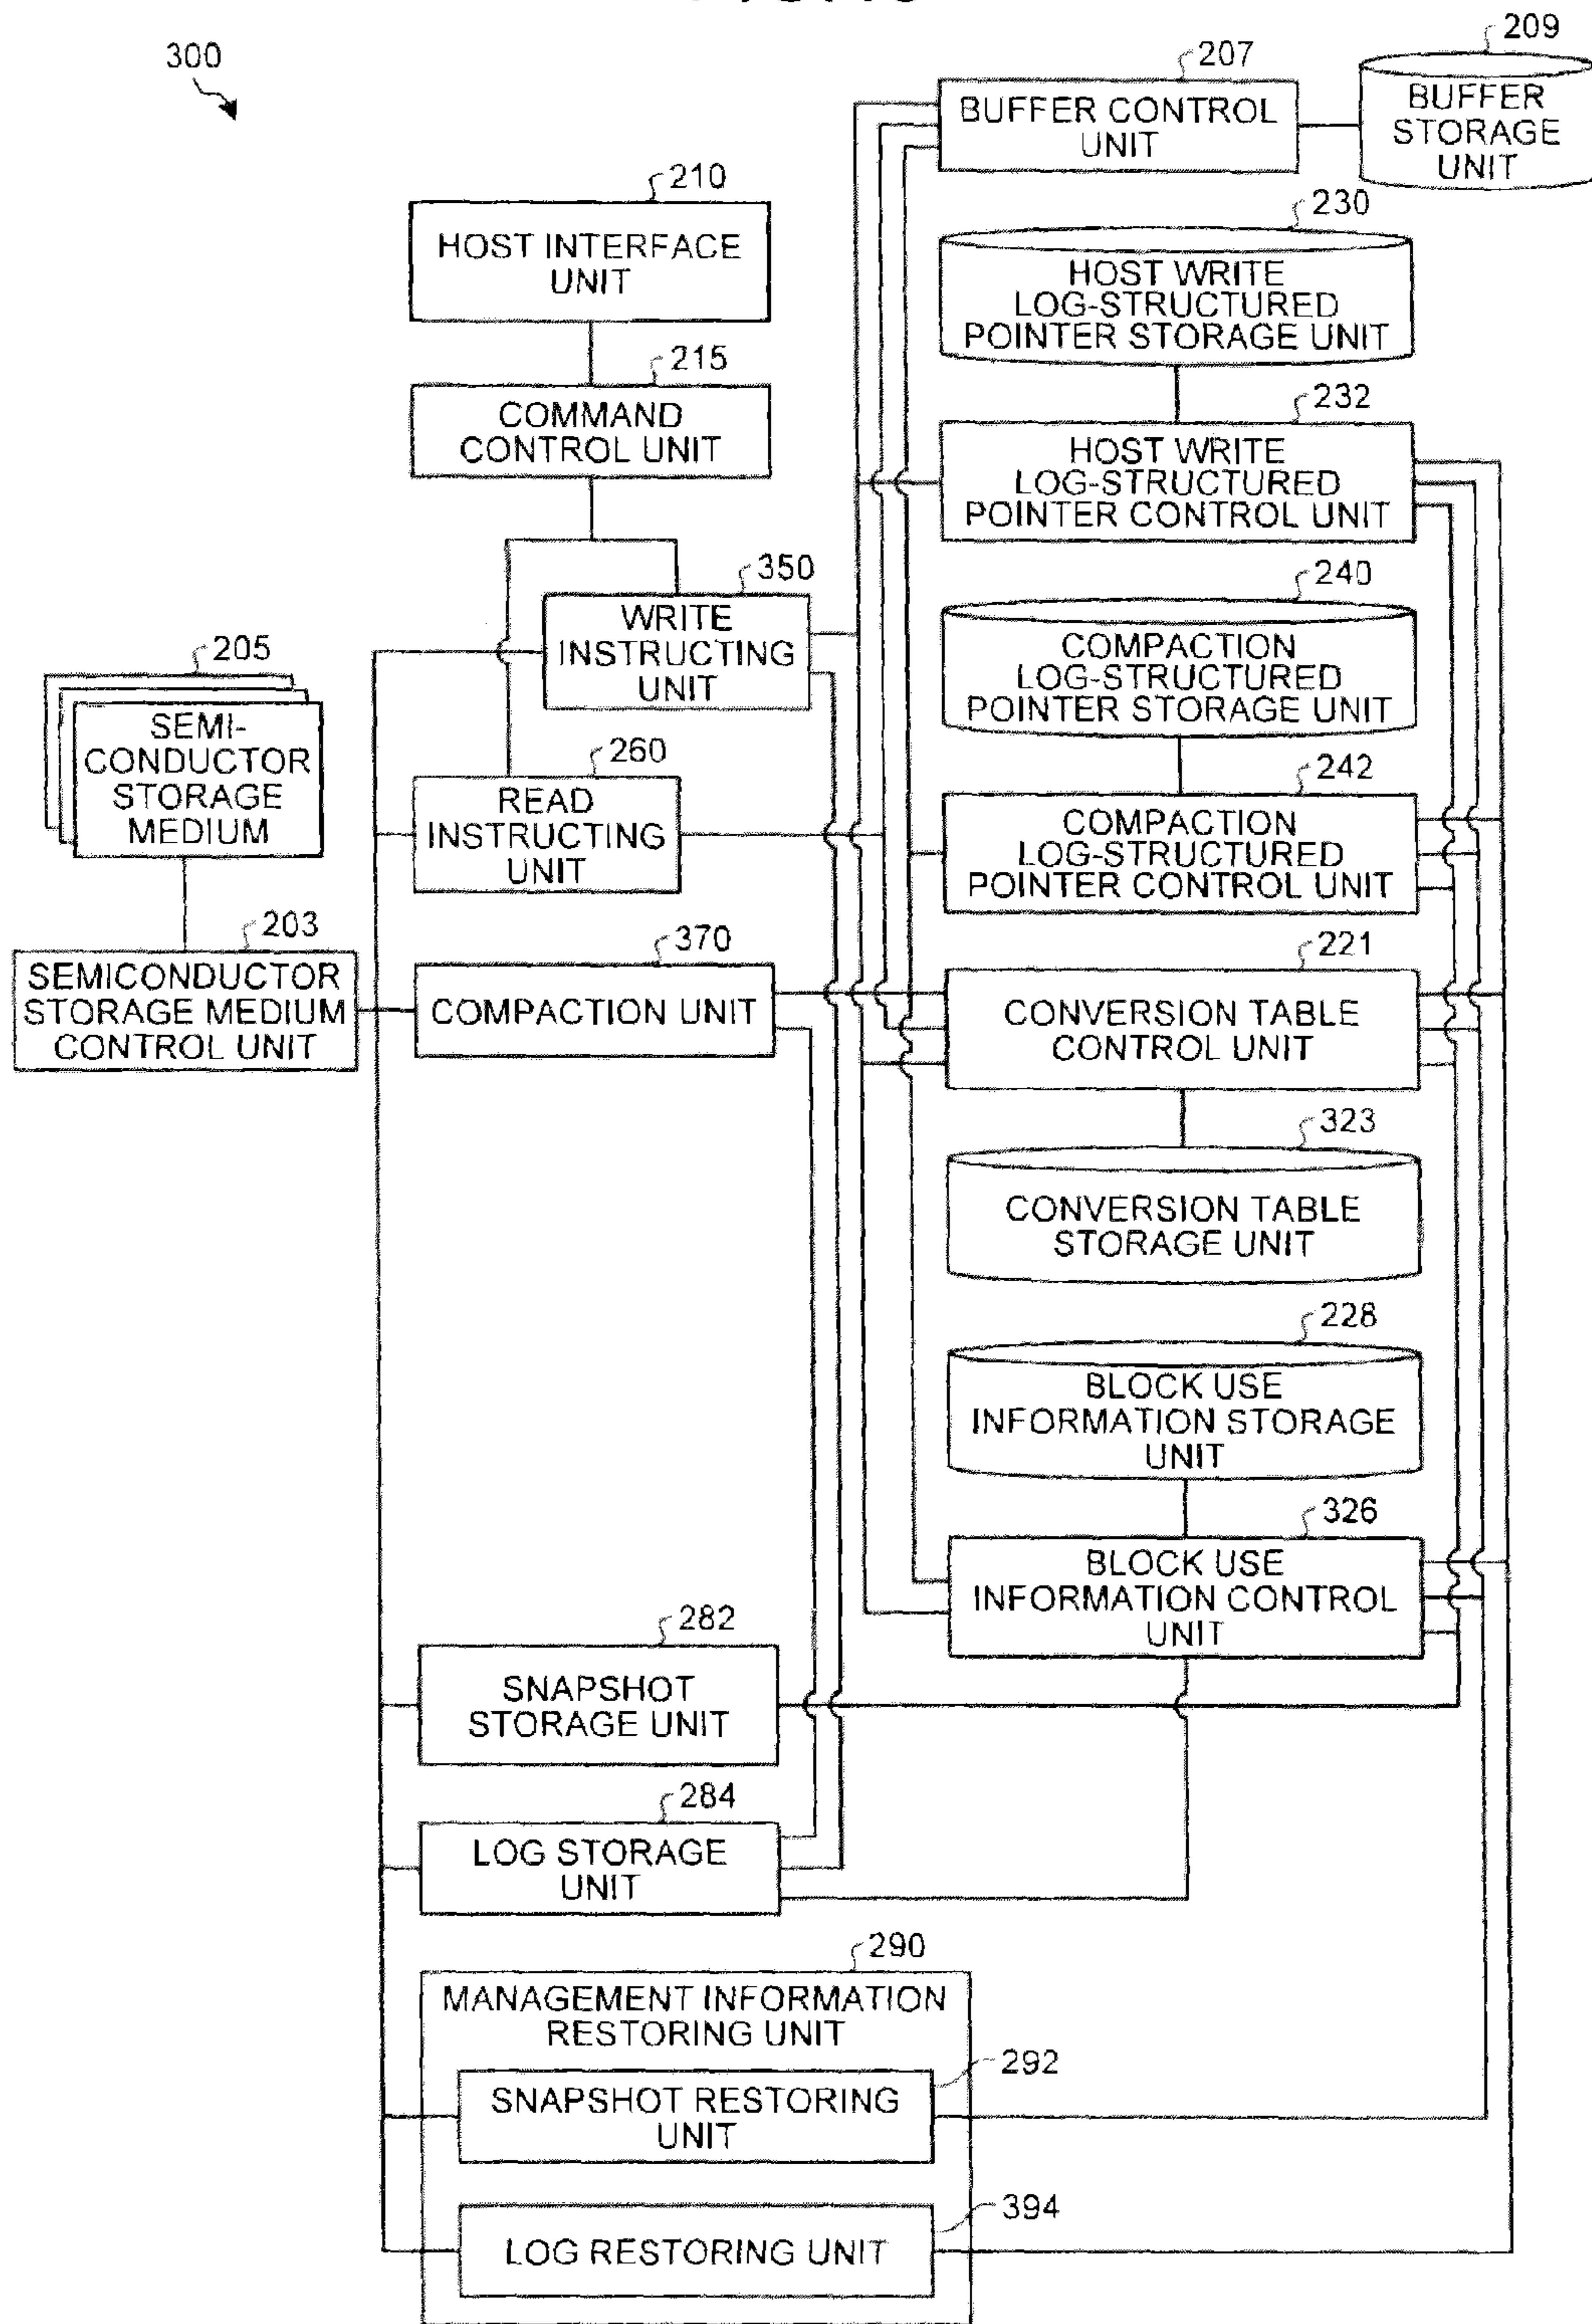 300
207
BUFFER CONTROL
UNIT
209
BUFFER
STORAGE
UNIT
210
HOST INTERFACE
UNIT
230
HOST WRITE
LOG-STRUCTURED
POINTER STORAGE UNIT
215
COMMAND
CONTROL UNIT
232
HOST WRITE
LOG-STRUCTURED
POINTER CONTROL UNIT
350
WRITE
INSTRUCTING
UNIT
240
COMPACTION
LOG-STRUCTURED
POINTER STORAGE UNIT
205
SEMI-
CONDUCTOR
STORAGE
MEDIUM
260
READ
INSTRUCTING
UNIT
242
COMPACTION
LOG-STRUCTURED
POINTER CONTROL UNIT
203
SEMICONDUCTOR
STORAGE MEDIUM
CONTROL UNIT
370
COMPACTION UNIT
221
CONVERSION TABLE
CONTROL UNIT
323
CONVERSION TABLE
STORAGE UNIT
228
BLOCK USE
INFORMATION STORAGE
UNIT
326
BLOCK USE
INFORMATION CONTROL
UNIT
282
SNAPSHOT
STORAGE UNIT
284
LOG STORAGE
UNIT
290
MANAGEMENT INFORMATION
RESTORING UNIT
292
SNAPSHOT RESTORING
UNIT
394
LOG RESTORING UNIT